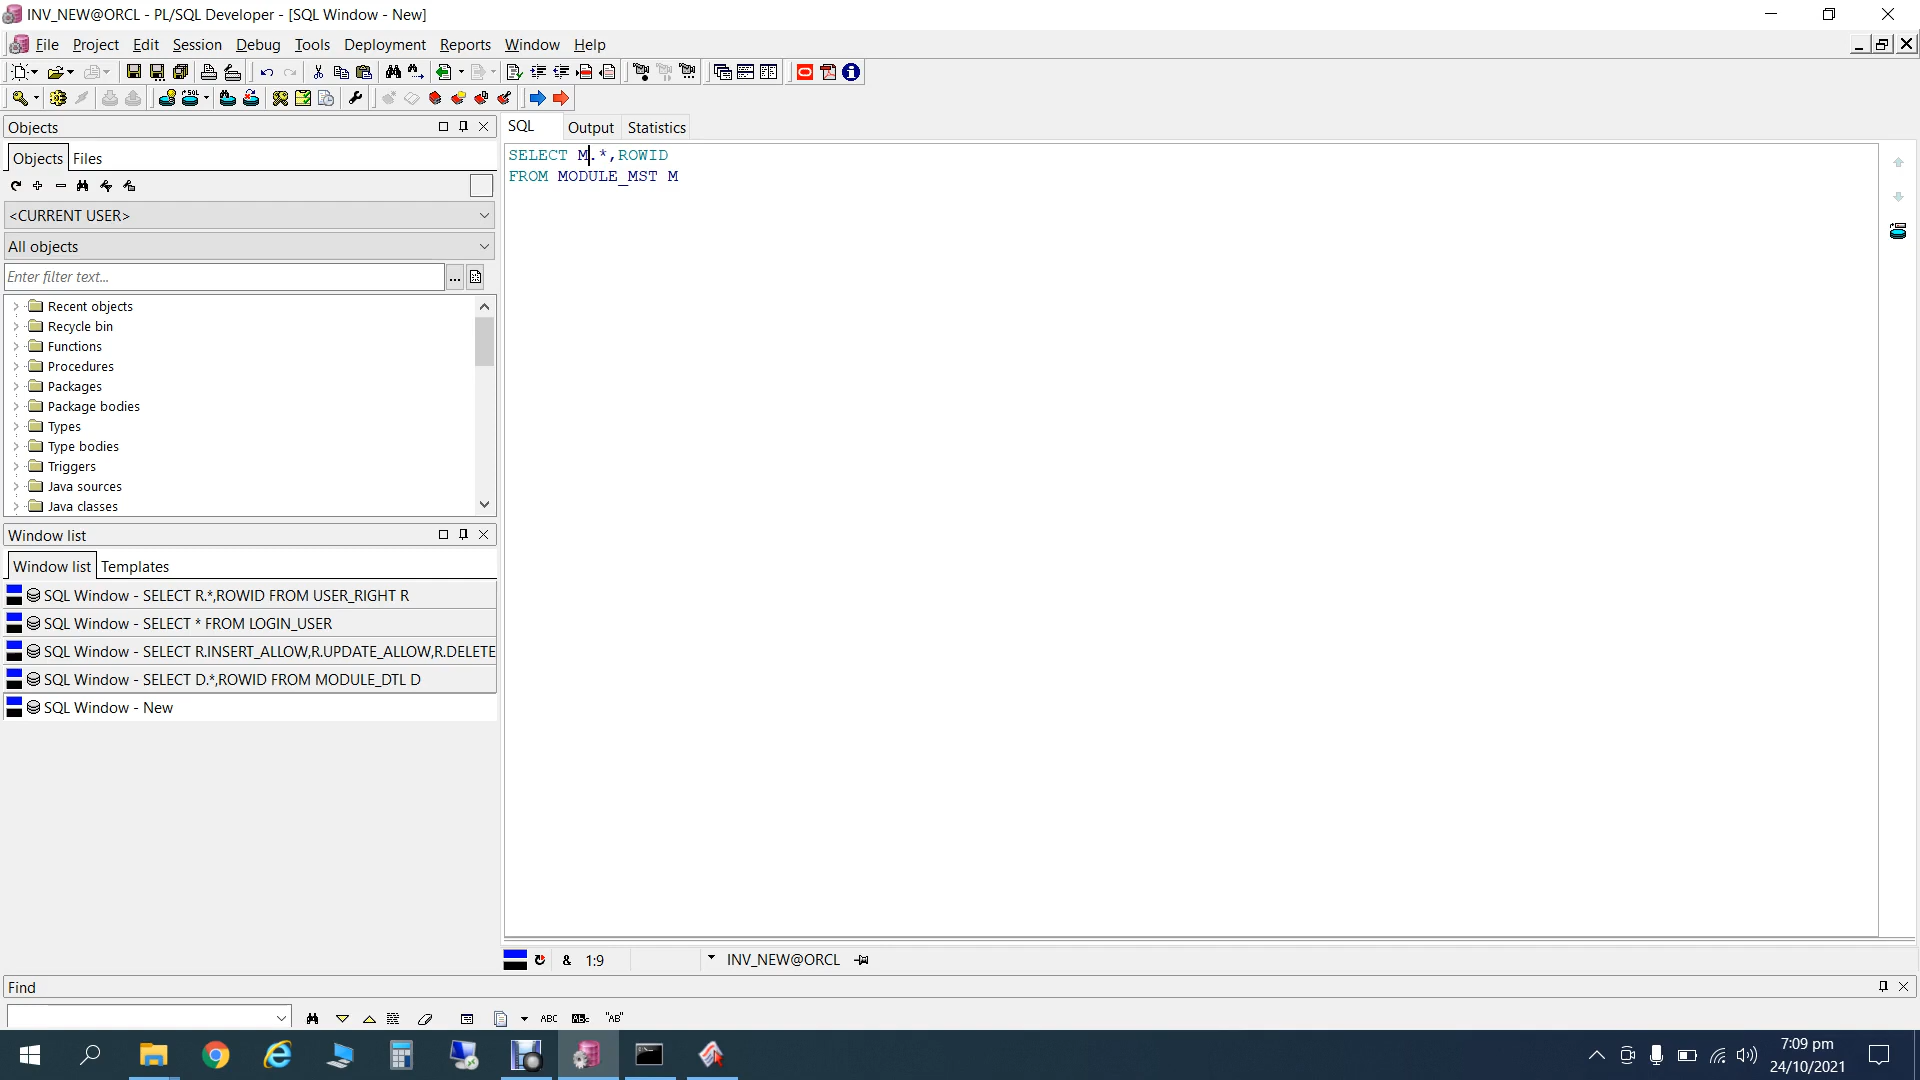 INV_NEW@ORCL - PL/SQL Developer - [SQL Window - New]
File Project Edit Session Debug Tools Deployment Reports Window Help
Objects
SQL Output Statistics
Objects Files
SELECT M.*,ROWID
FROM MODULE_MST M
<CURRENT USER>
All objects
Enter filter text...
Recent objects
Recycle bin
Functions
Procedures
Packages
Package bodies
Types
Type bodies
Triggers
Java sources
Java classes
Window list
Window list Templates
SQL Window - SELECT R.*,ROWID FROM USER_RIGHT R
SQL Window - SELECT * FROM LOGIN_USER
SQL Window - SELECT R.INSERT_ALLOW,R.UPDATE_ALLOW,R.DELETE
SQL Window - SELECT D.*,ROWID FROM MODULE_DTL D
SQL Window - New
& 1:9 INV_NEW@ORCL
Find
ABC "AB"
7:09 pm
24/10/2021